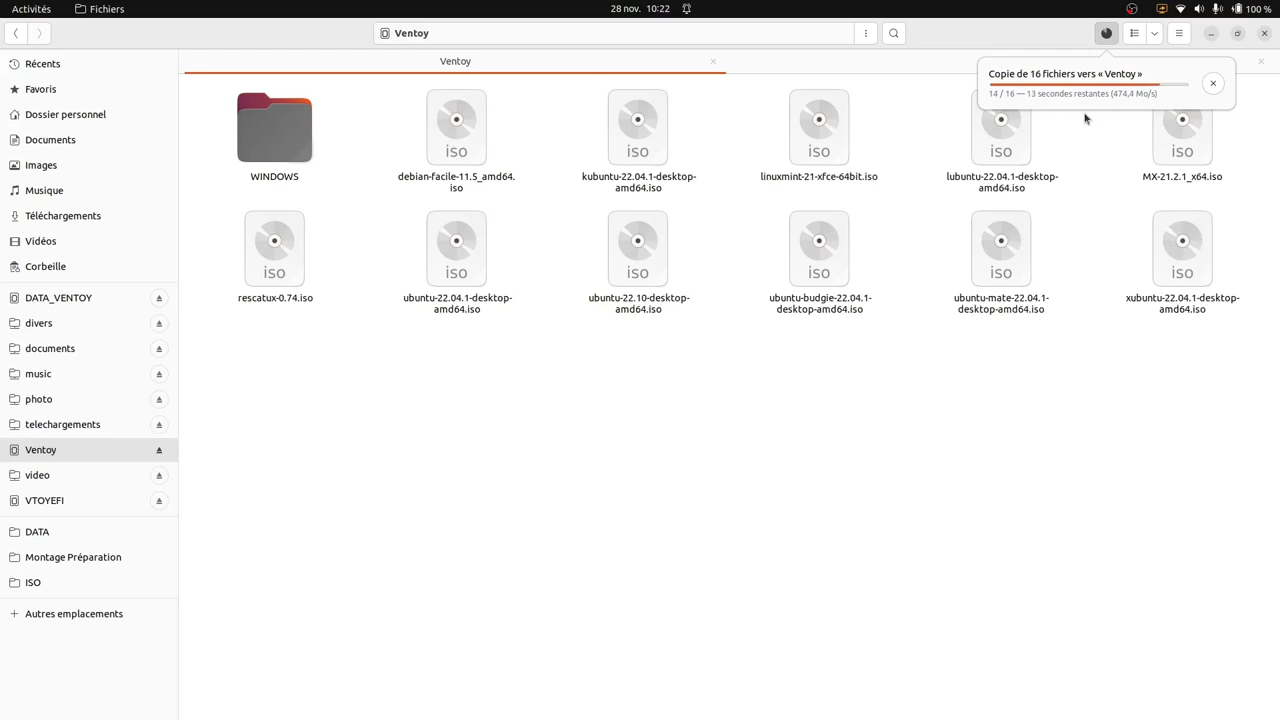 Activités
Fichiers
28 nov. 10:22
100 %
Ventoy
Ventoy
Récents
Favoris
Dossier personnel
Documents
Images
Musique
Téléchargements
Vidéos
Corbeille
DATA_VENTOY
divers
documents
music
photo
telechargements
Ventoy
video
VTOYEFI
DATA
Montage Préparation
ISO
Autres emplacements
Copie de 16 fichiers vers « Ventoy »
14 / 16 — 13 secondes restantes (474,4 Mo/s)
iso
iso
iso
iso
iso
WINDOWS
debian-facile-11.5_amd64.
iso
kubuntu-22.04.1-desktop-
amd64.iso
linuxmint-21-xfce-64bit.iso
lubuntu-22.04.1-desktop-
amd64.iso
MX-21.2.1_x64.iso
iso
iso
iso
iso
iso
iso
rescatux-0.74.iso
ubuntu-22.04.1-desktop-
amd64.iso
ubuntu-22.10-desktop-
amd64.iso
ubuntu-budgie-22.04.1-
desktop-amd64.iso
ubuntu-mate-22.04.1-
desktop-amd64.iso
xubuntu-22.04.1-desktop-
amd64.iso